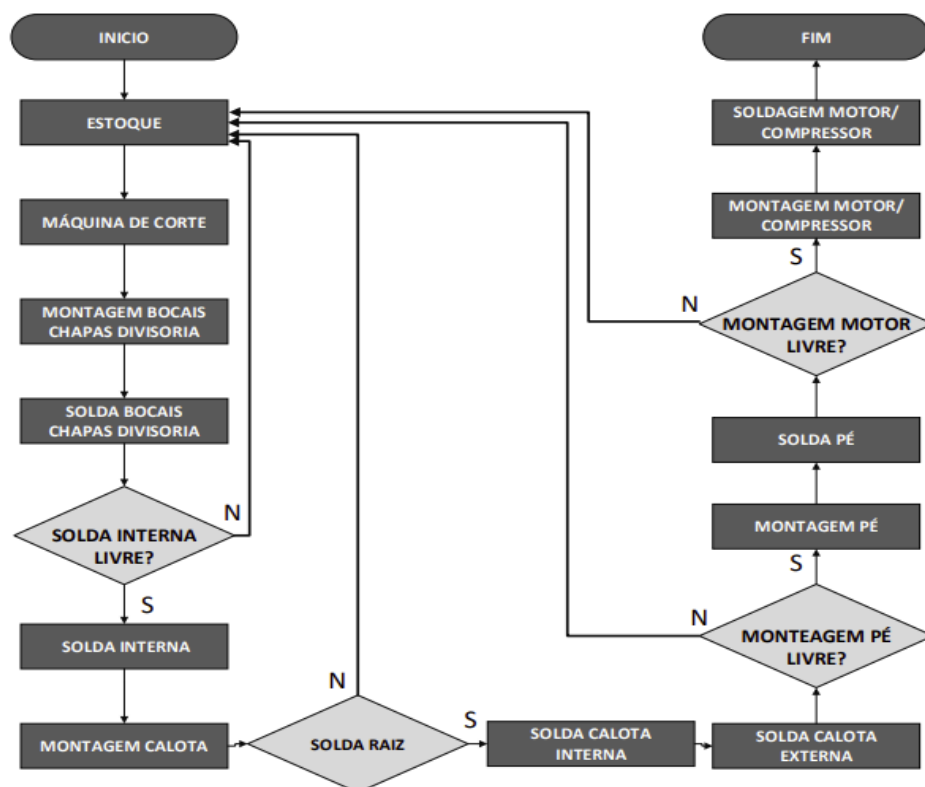 INICIO
ESTOQUE
MÁQUINA DE CORTE
MONTAGEM BOCAIS
CHAPAS DIVISORIA
SOLDA BOCAIS
CHAPAS DIVISORIA
SOLDA INTERNA
LIVRE?
N
S
SOLDA INTERNA
MONTAGEM CALOTA
SOLDA RAIZ
N
S
SOLDA CALOTA
INTERNA
SOLDA CALOTA
EXTERNA
MONTEAGEM PÉ
LIVRE?
N
S
MONTAGEM PÉ
SOLDA PÉ
MONTAGEM MOTOR
LIVRE?
N
S
MONTAGEM MOTOR/
COMPRESSOR
SOLDAGEM MOTOR/
COMPRESSOR
FIM